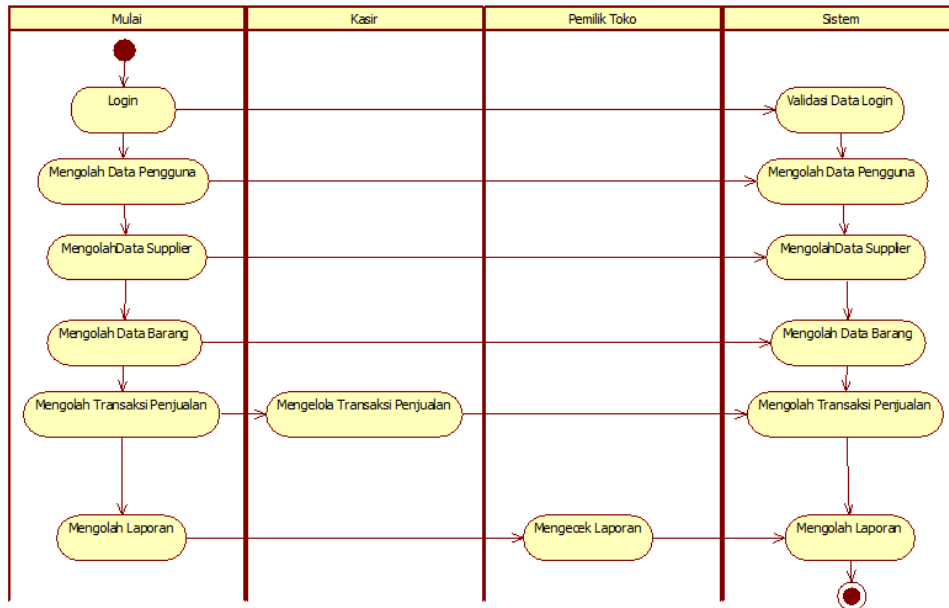 Mulai
Kasir
Pemilik Toko
Sistem
Login
Validasi Data Login
Mengolah Data Pengguna
Mengolah Data Pengguna
MengolahData Supplier
MengolahData Supplier
Mengolah Data Barang
Mengolah Data Barang
Mengolah Transaksi Penjualan
Mengelola Transaksi Penjualan
Mengolah Transaksi Penjualan
Mengolah Laporan
Mengecek Laporan
Mengolah Laporan